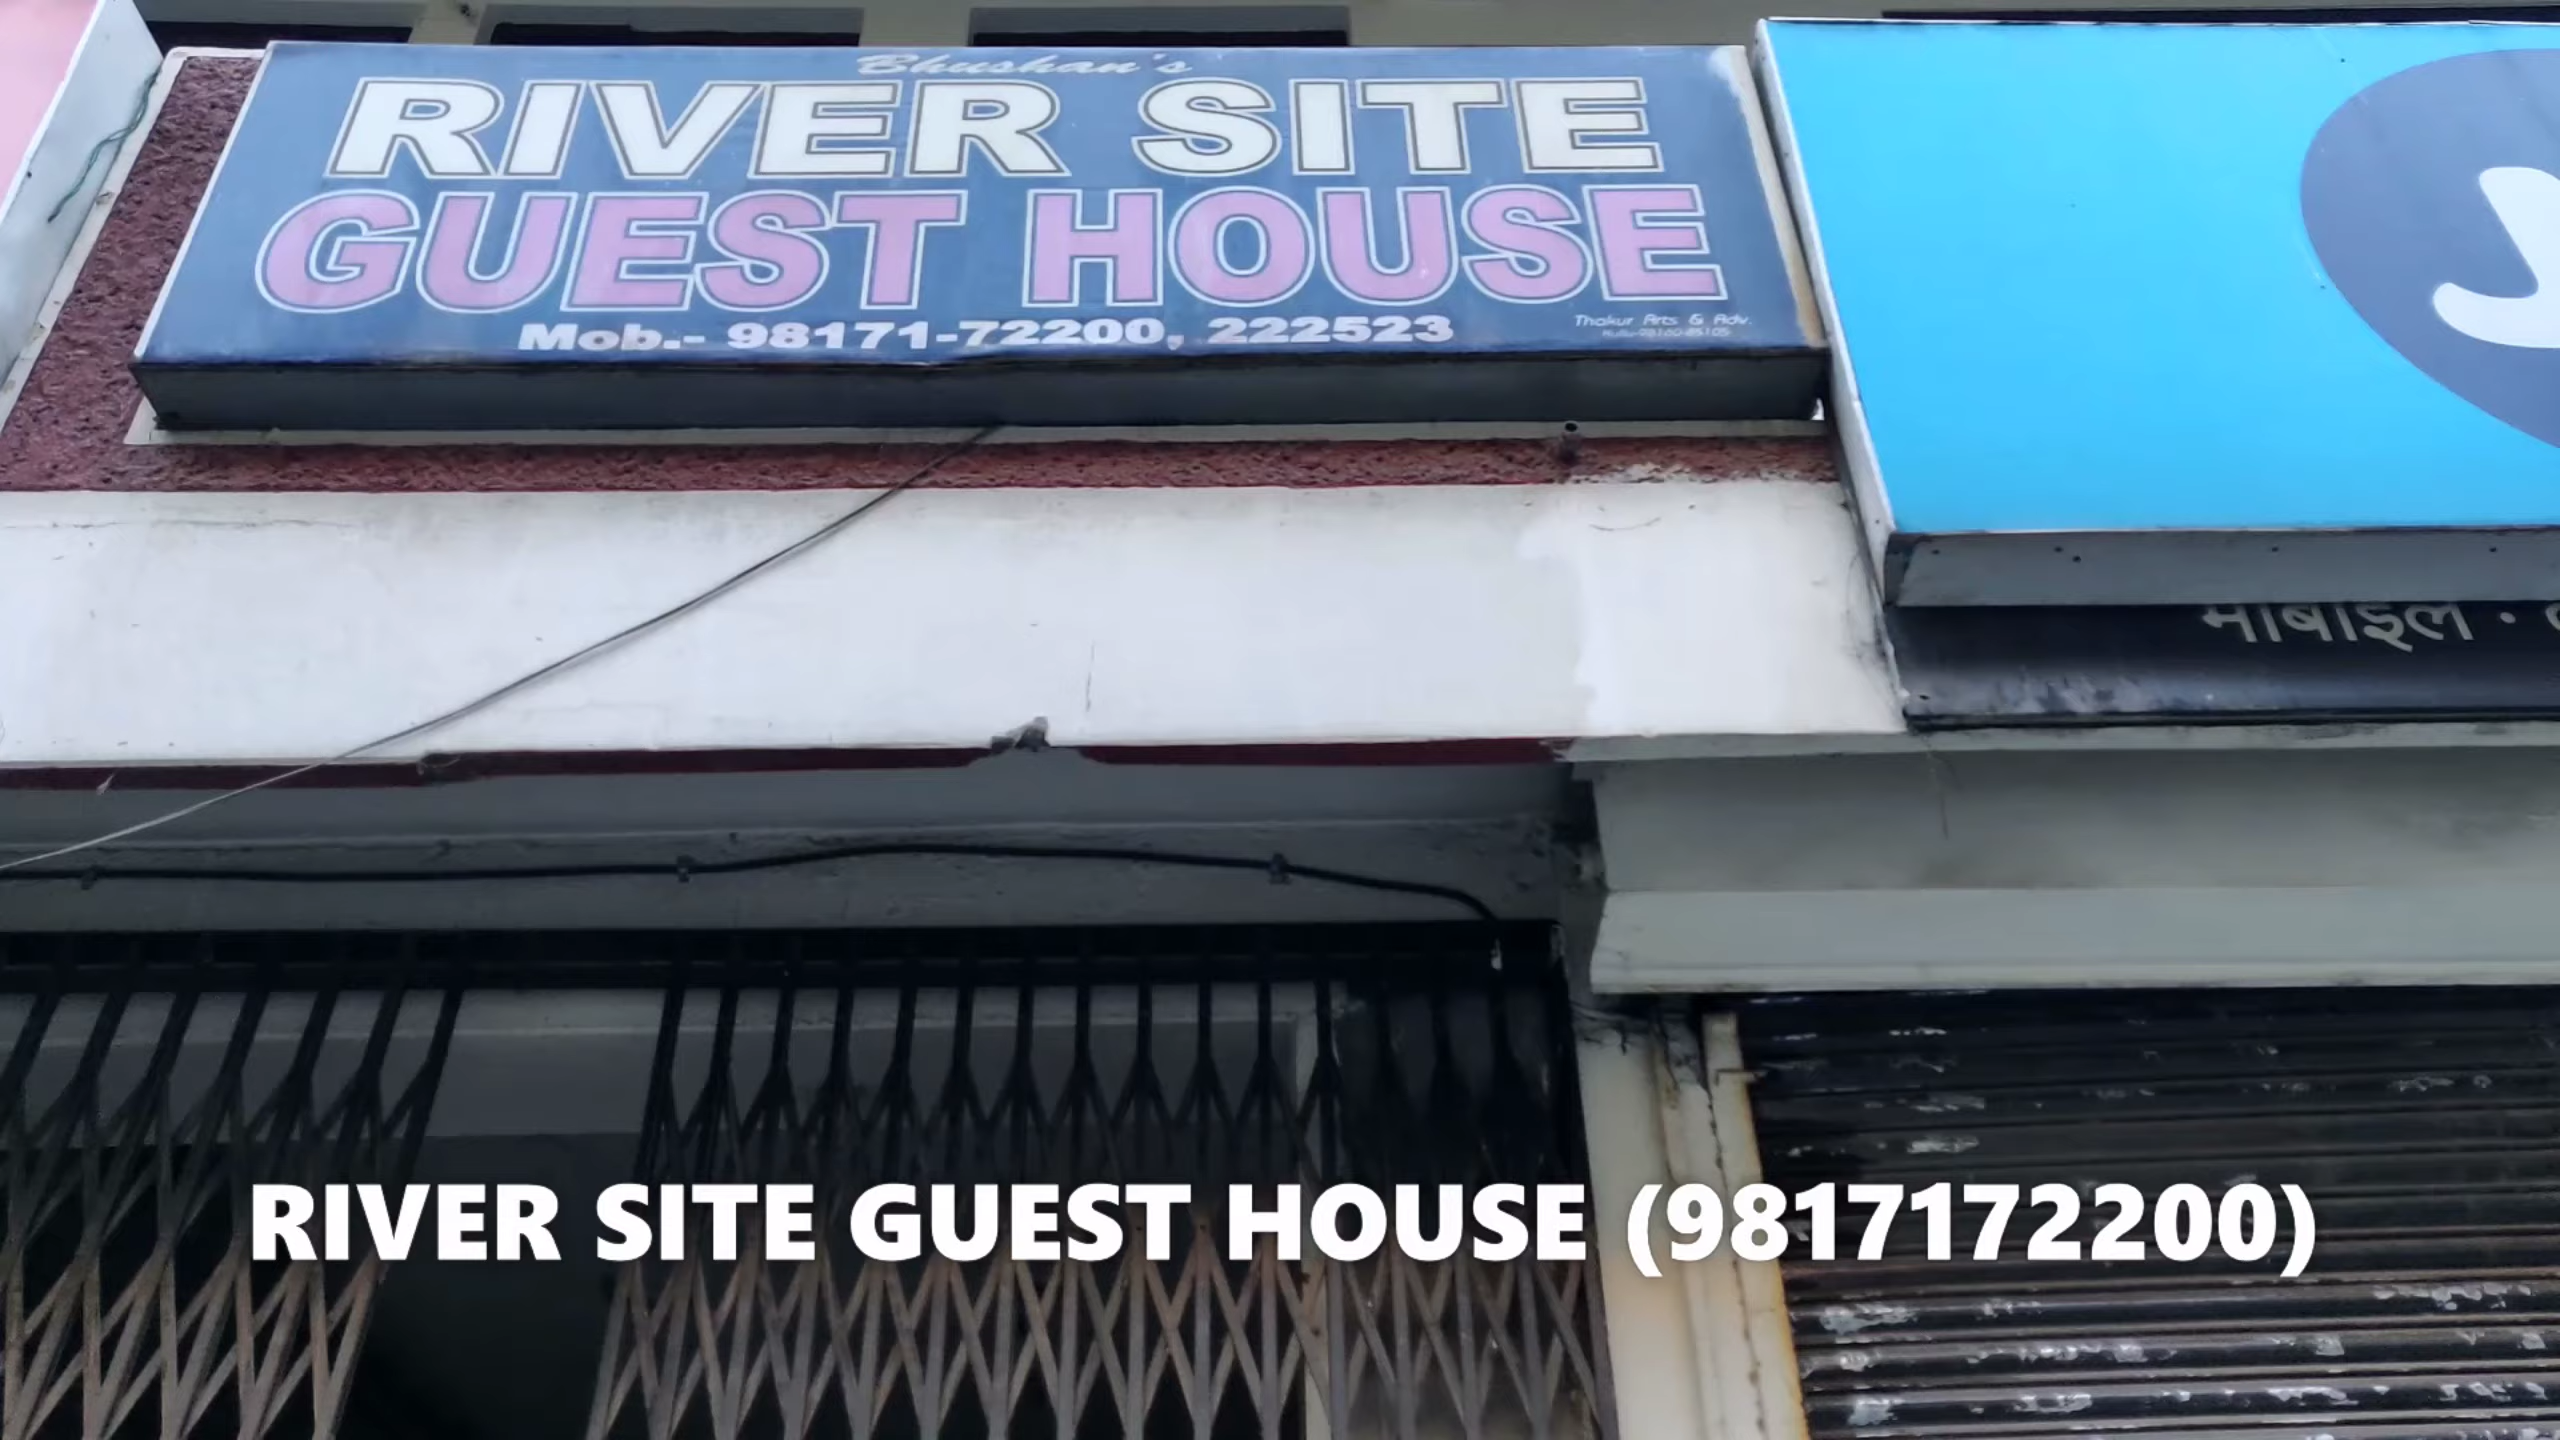 Bhushan's
RIVER SITE
GUEST HOUSE
Mob.- 98171-72200, 222523
Thakur Arts & Adv.
मोबाइल ·
RIVER SITE GUEST HOUSE (9817172200)